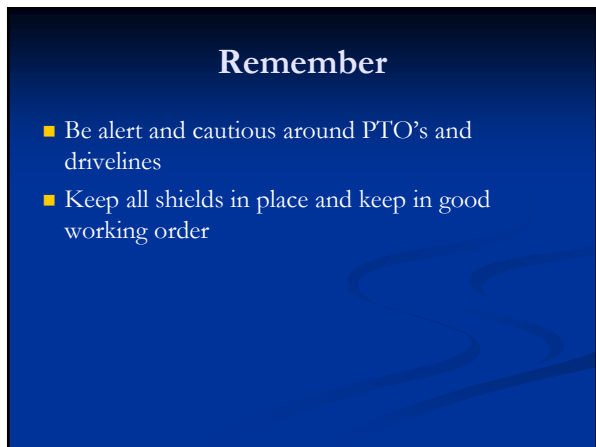 Remember
Be alert and cautious around PTO’s and
drivelines
Keep all shields in place and keep in good
working order